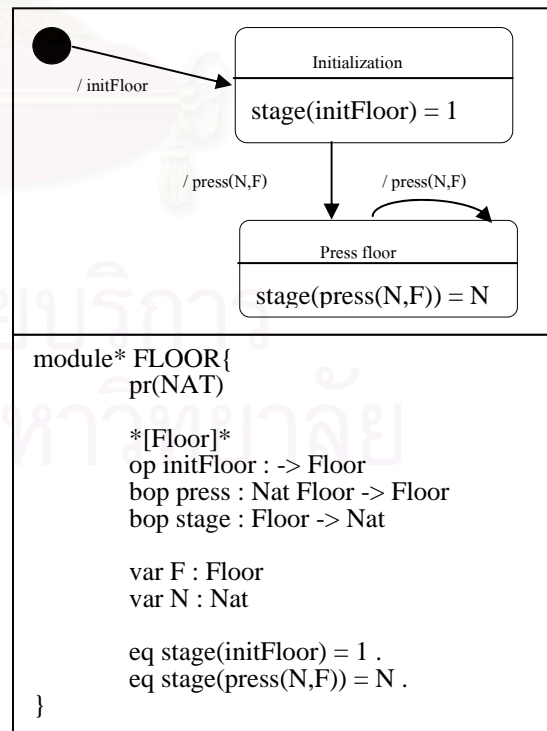 / initFloor
Initialization
stage(initFloor) = 1
/ press(N,F)
/ press(N,F)
Press floor
stage(press(N,F)) = N
module* FLOOR{
pr(NAT)
*[Floor]*
op initFloor : -> Floor
bop press : Nat Floor -> Floor
bop stage : Floor -> Nat
var F : Floor
var N : Nat
eq stage(initFloor) = 1 .
eq stage(press(N,F)) = N .
}